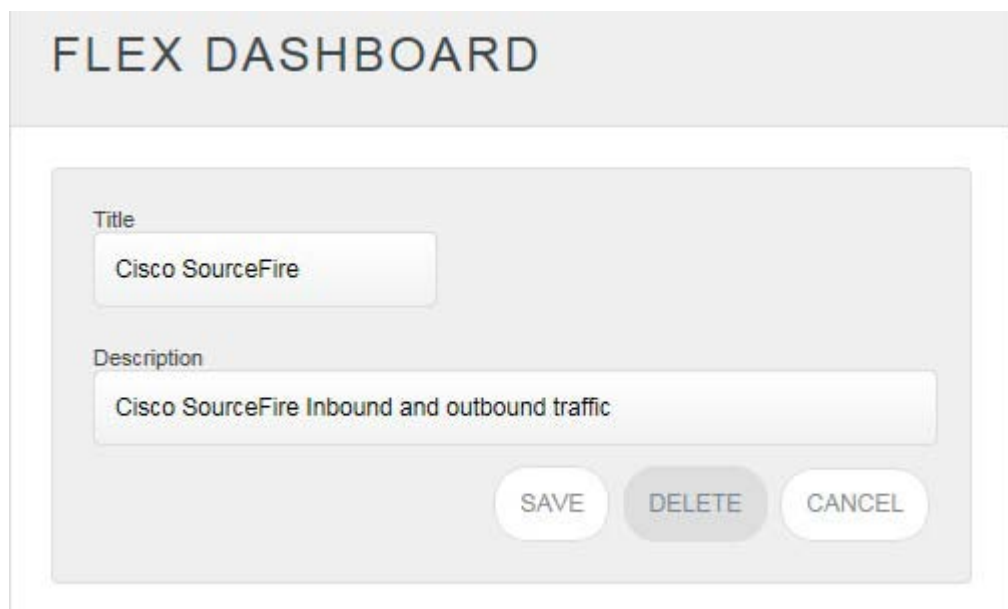 FLEX DASHBOARD
Title
Cisco SourceFire
Description
Cisco SourceFire Inbound and outbound traffic
SAVE DELETE CANCEL